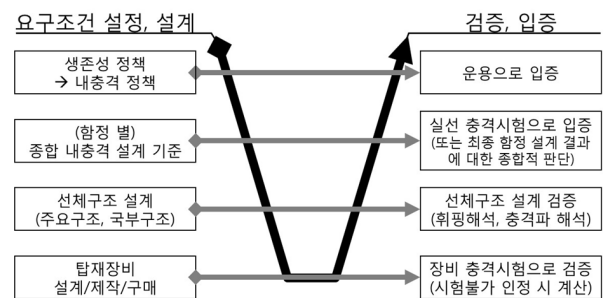 요구조건 설정, 설계
검증, 입증
생존성 정책
→ 내충격 정책
운용으로 입증
(함정 별)
종합 내충격 설계 기준
실선 충격시험으로 입증
(또는 최종 함정 설계 결과
에 대한 종합적 판단)
선체구조 설계
(주요구조, 국부구조)
선체구조 설계 검증
(휘핑해석, 충격파 해석)
탑재장비
설계/제작/구매
장비 충격시험으로 검증
(시험불가 인정 시 계산)